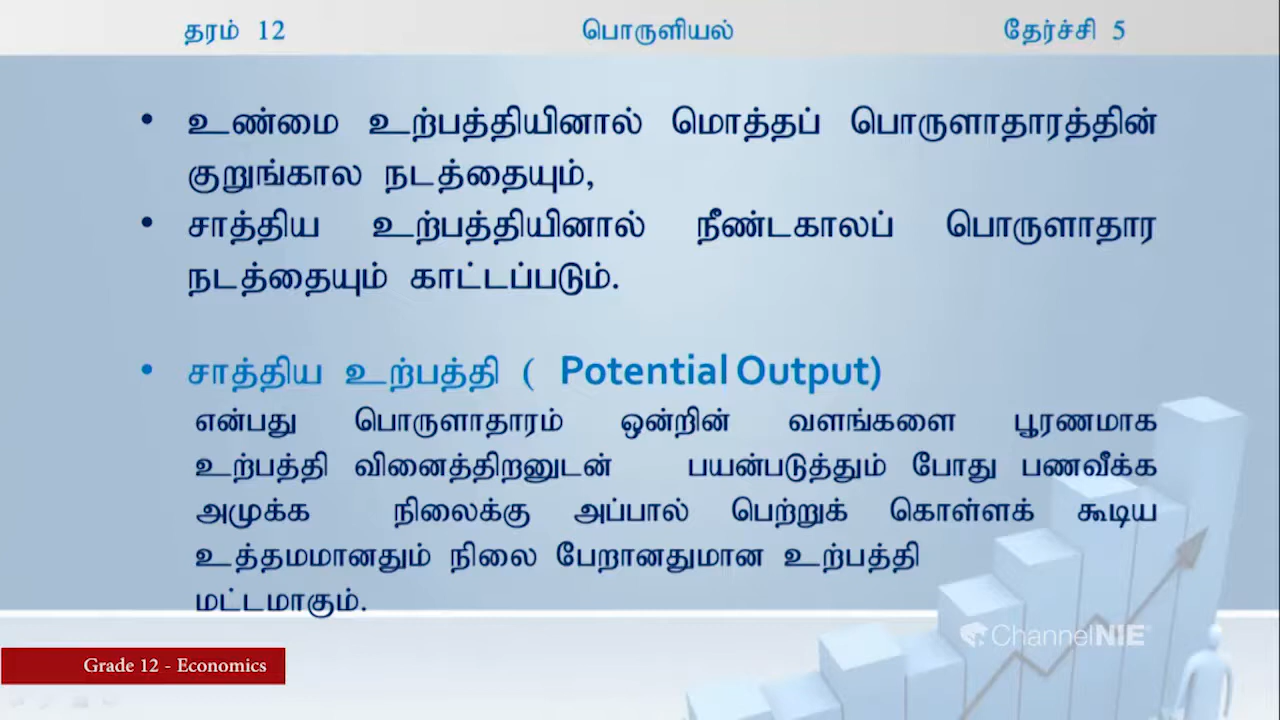 தரம் 12 பொருளியல் தேர்ச்சி 5
• உண்மை உற்பத்தியினால் மொத்தப் பொருளாதாரத்தின்
குறுங்கால நடத்தையும்,
• சாத்திய உற்பத்தியினால் நீண்டகாலப் பொருளாதார
நடத்தையும் காட்டப்படும்.
• சாத்திய உற்பத்தி ( Potential Output)
என்பது பொருளாதாரம் ஒன்றின் வளங்களை பூரணமாக
உற்பத்தி வினைத்திறனுடன் பயன்படுத்தும் போது பணவீக்க
அமுக்க நிலைக்கு அப்பால் பெற்றுக் கொள்ளக் கூடிய
உத்தமமானதும் நிலை பேறானதுமான உற்பத்தி
மட்டமாகும்.
ChannelNIE
Grade 12 - Economics